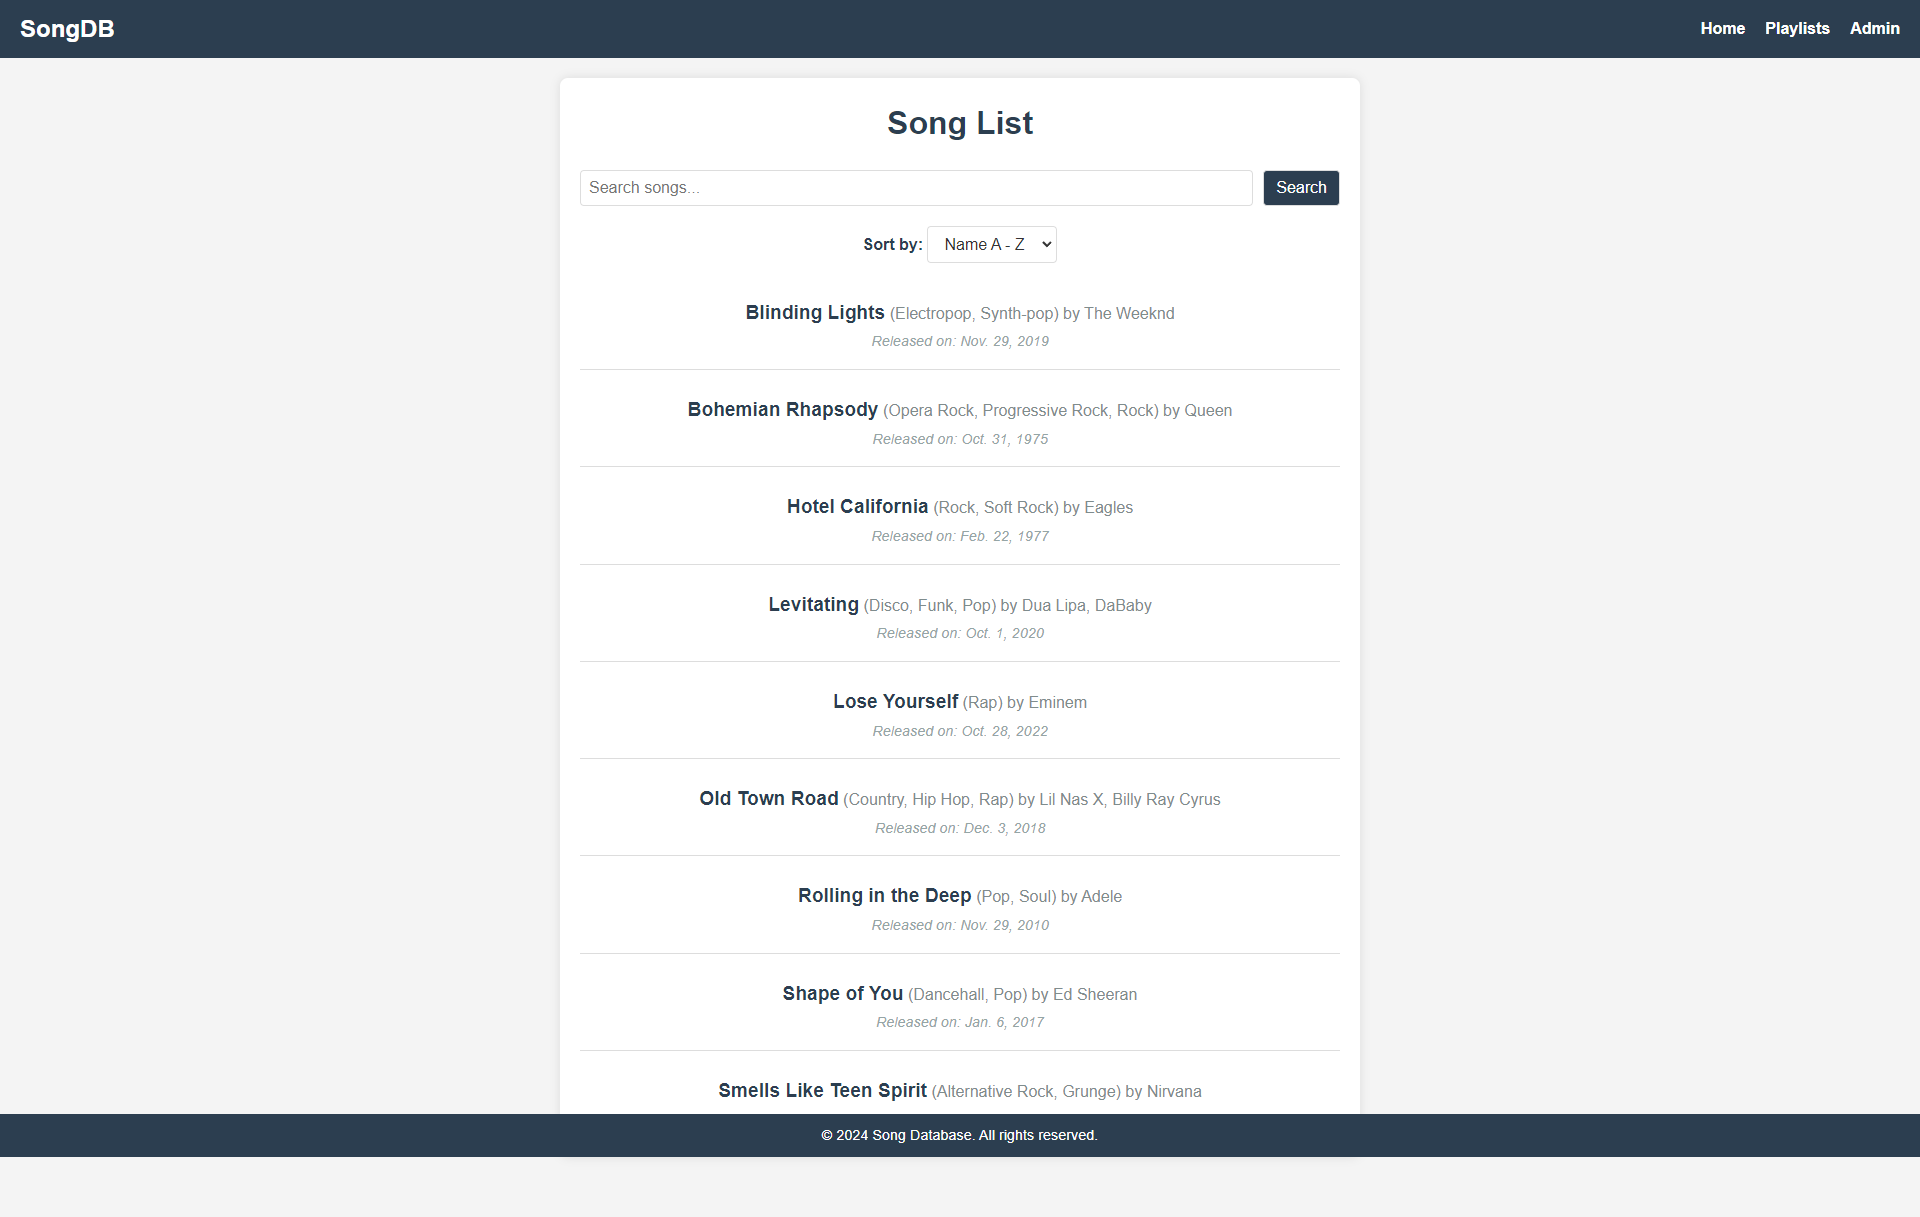 SongDB
Home Playlists Admin
Song List
Search songs...
Search
Sort by: Name A - Z
Blinding Lights (Electropop, Synth-pop) by The Weeknd
Released on: Nov. 29, 2019
Bohemian Rhapsody (Opera Rock, Progressive Rock, Rock) by Queen
Released on: Oct. 31, 1975
Hotel California (Rock, Soft Rock) by Eagles
Released on: Feb. 22, 1977
Levitating (Disco, Funk, Pop) by Dua Lipa, DaBaby
Released on: Oct. 1, 2020
Lose Yourself (Rap) by Eminem
Released on: Oct. 28, 2022
Old Town Road (Country, Hip Hop, Rap) by Lil Nas X, Billy Ray Cyrus
Released on: Dec. 3, 2018
Rolling in the Deep (Pop, Soul) by Adele
Released on: Nov. 29, 2010
Shape of You (Dancehall, Pop) by Ed Sheeran
Released on: Jan. 6, 2017
Smells Like Teen Spirit (Alternative Rock, Grunge) by Nirvana
© 2024 Song Database. All rights reserved.